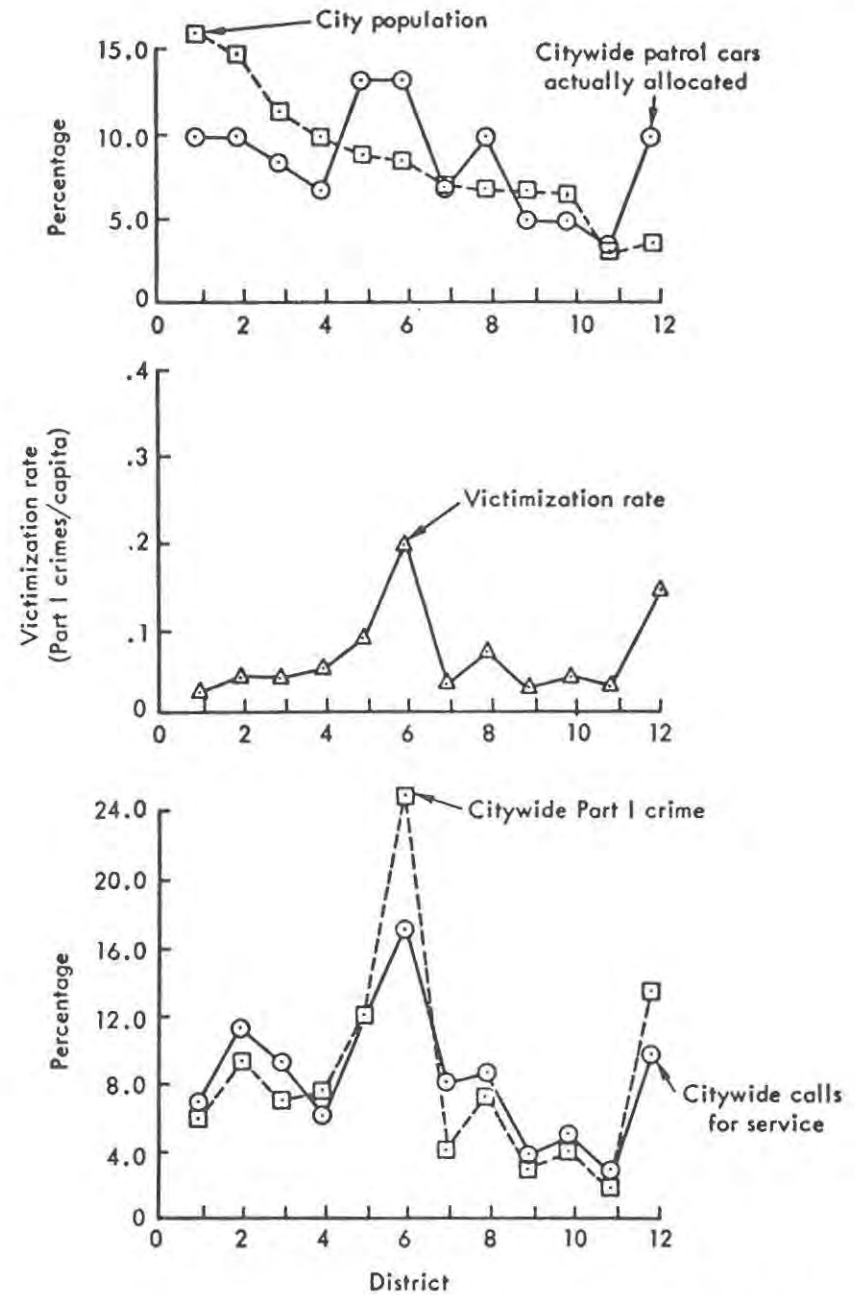 City population
Citywide patrol cars
actually allocated
15.0
10.0
5.0
0
Percentage
0 2 4 6 8 10 12
.4
.3
.2
.1
0
Victimization rate
(Part I crimes/capita)
Victimization rate
0 2 4 6 8 10 12
24.0
20.0
16.0
12.0
8.0
4.0
0
Percentage
Citywide Part I crime
Citywide calls
for service
0 2 4 6 8 10 12
District